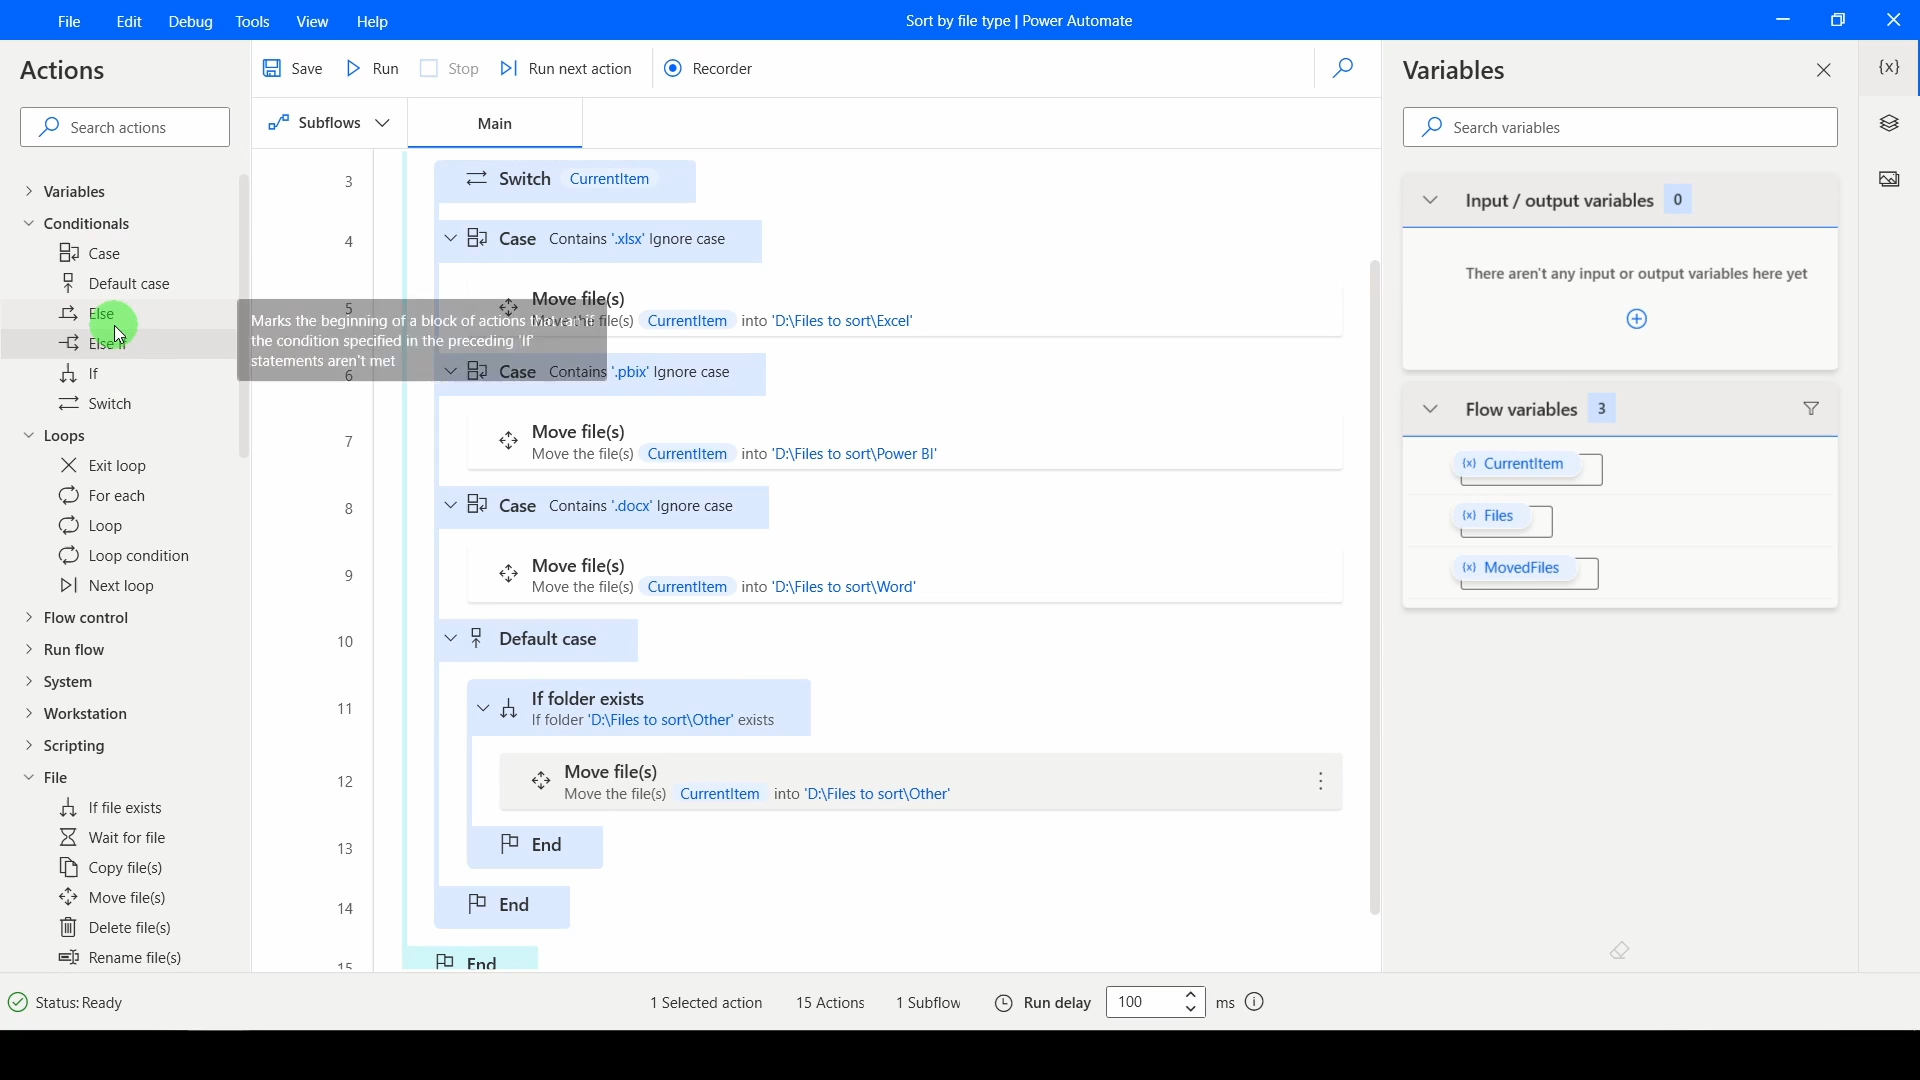 File Edit Debug Tools View Help
Sort by file type | Power Automate
Actions
Search actions
Variables
Conditionals
Case
Default case
Else
Else if
If
Switch
Loops
Exit loop
For each
Loop
Loop condition
Next loop
Flow control
Run flow
System
Workstation
Scripting
File
If file exists
Wait for file
Copy file(s)
Move file(s)
Delete file(s)
Rename file(s)
Save Run Stop Run next action Recorder
Subflows Main
3 Switch CurrentItem
4 Case Contains '.xlsx' Ignore case
5 Move file(s)
file(s) CurrentItem into 'D:\Files to sort\Excel'
Marks the beginning of a block of actions that run if
the condition specified in the preceding 'If'
statements aren't met
6 Case Contains '.pbix' Ignore case
7 Move file(s)
Move the file(s) CurrentItem into 'D:\Files to sort\Power BI'
8 Case Contains '.docx' Ignore case
9 Move file(s)
Move the file(s) CurrentItem into 'D:\Files to sort\Word'
10 Default case
11 If folder exists
If folder 'D:\Files to sort\Other' exists
12 Move file(s)
Move the file(s) CurrentItem into 'D:\Files to sort\Other'
13 End
14 End
15 End
Variables
{x}
Search variables
Input / output variables 0
There aren't any input or output variables here yet
Flow variables 3
{x} CurrentItem
{x} Files
{x} MovedFiles
Status: Ready 1 Selected action 15 Actions 1 Subflow Run delay 100 ms